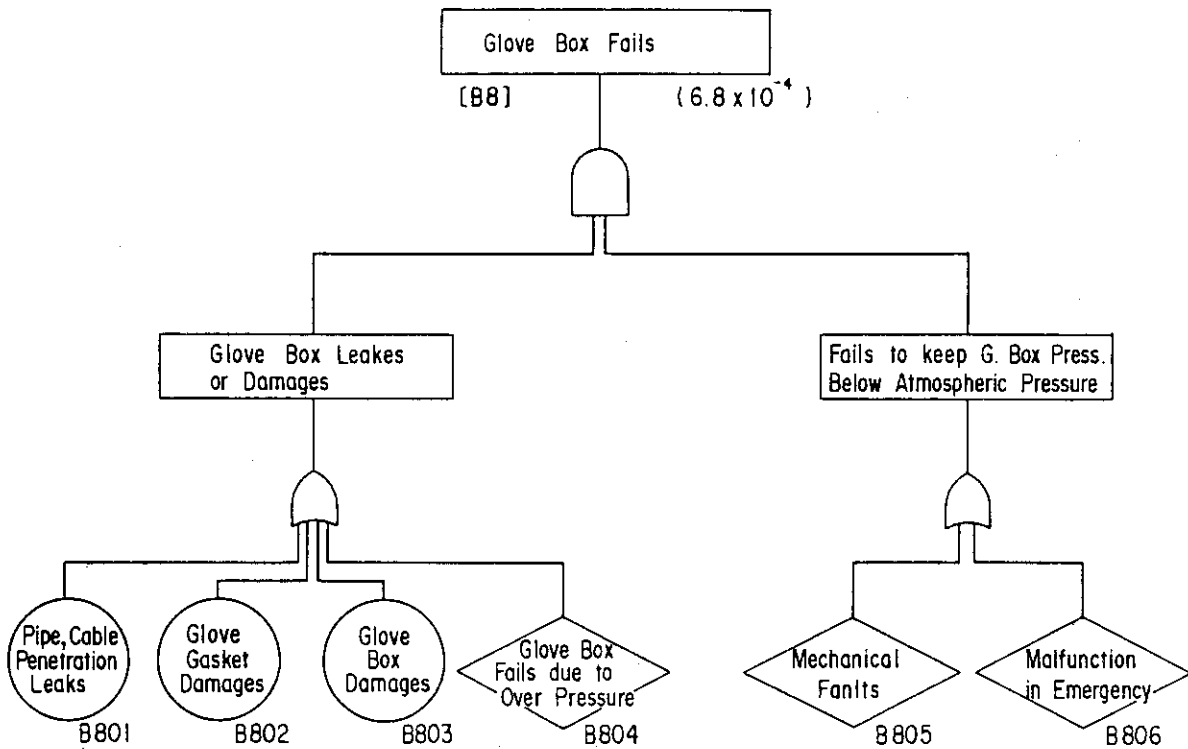 Glove Box Fails
[B8] (6.8 x 10⁻⁴)
Glove Box Leakes
or Damages
Fails to keep G. Box Press.
Below Atmospheric Pressure
Pipe, Cable
Penetration
Leaks
B801
Glove
Gasket
Damages
B802
Glove
Box
Damages
B803
Glove Box
Fails due to
Over Pressure
B804
Mechanical
Fanlts
B805
Malfunction
in Emergency
B806